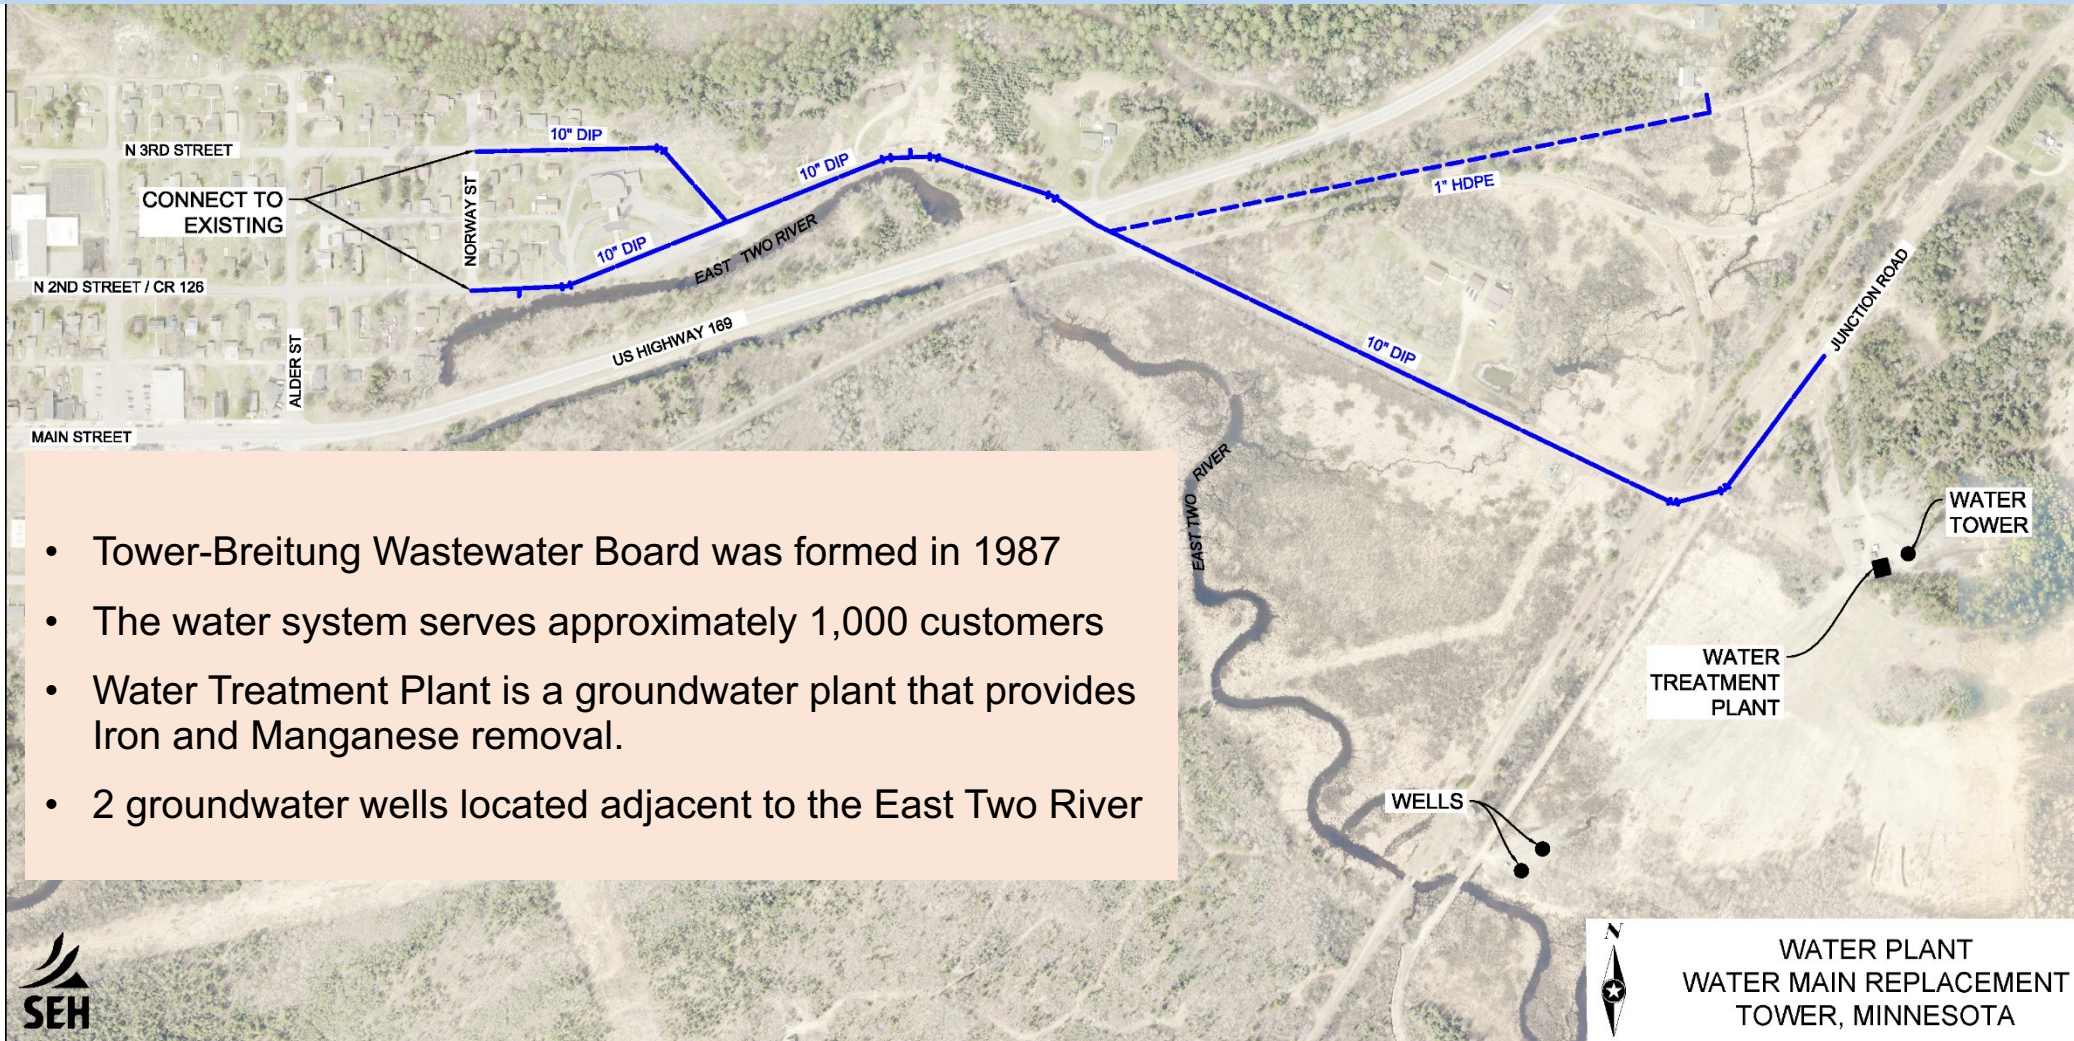 10" DIP
N 3RD STREET
10" DIP
CONNECT TO
EXISTING
NORWAY ST
1" HDPE
10" DIP
EAST TWO RIVER
N 2ND STREET / CR 126
JUNCTION ROAD
US HIGHWAY 169
10" DIP
ALDER ST
MAIN STREET
EAST TWO RIVER
WATER
TOWER
• Tower-Breitung Wastewater Board was formed in 1987
• The water system serves approximately 1,000 customers
• Water Treatment Plant is a groundwater plant that provides
Iron and Manganese removal.
• 2 groundwater wells located adjacent to the East Two River
WATER
TREATMENT
PLANT
WELLS
SEH
N
WATER PLANT
WATER MAIN REPLACEMENT
TOWER, MINNESOTA